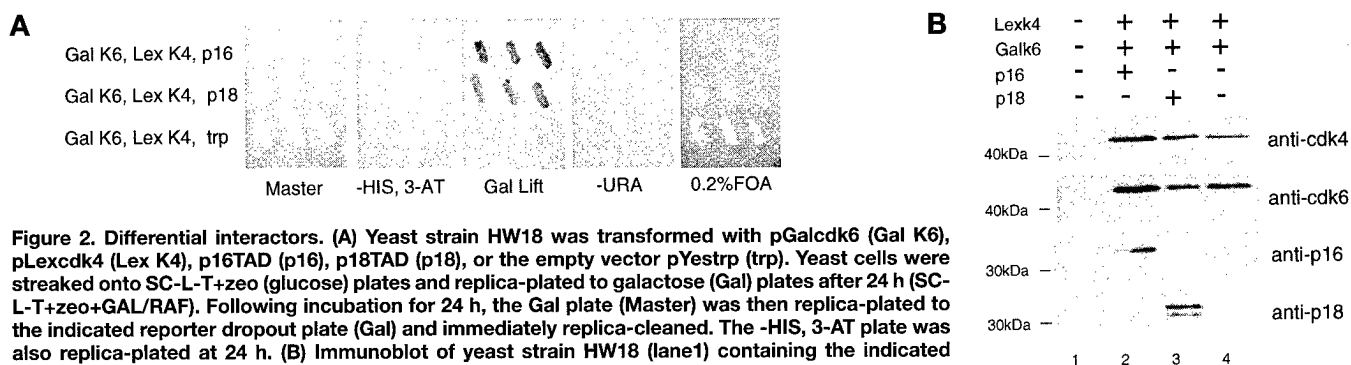 A
Gal K6, Lex K4, p16
Gal K6, Lex K4, p18
Gal K6, Lex K4, trp
Master -HIS, 3-AT Gal Lift -URA 0.2%FOA
Figure 2. Differential interactors. (A) Yeast strain HW18 was transformed with pGalcdk6 (Gal K6),
pLexcdk4 (Lex K4), p16TAD (p16), p18TAD (p18), or the empty vector pYestrp (trp). Yeast cells were
streaked onto SC-L-T+zeo (glucose) plates and replica-plated to galactose (Gal) plates after 24 h (SC-
L-T+zeo+GAL/RAF). Following incubation for 24 h, the Gal plate (Master) was then replica-plated to
the indicated reporter dropout plate (Gal) and immediately replica-cleaned. The -HIS, 3-AT plate was
also replica-plated at 24 h. (B) Immunoblot of yeast strain HW18 (lane1) containing the indicated
B
Lexk4 - + + +
Galk6 - + + +
p16 - + - -
p18 - - + -
anti-cdk4
40kDa
anti-cdk6
40kDa
anti-p16
30kDa
anti-p18
30kDa
1 2 3 4